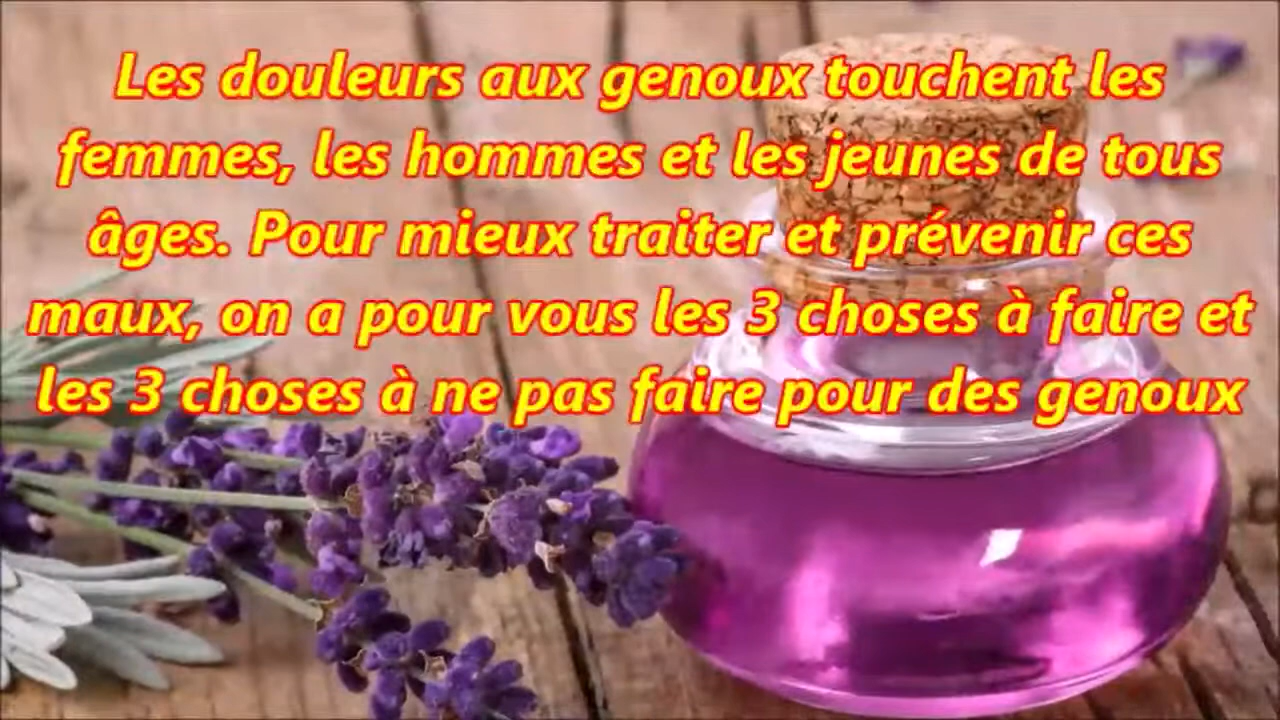 Les douleurs aux genoux touchent les
femmes, les hommes et les jeunes de tous
âges. Pour mieux traiter et prévenir ces
maux, on a pour vous les 3 choses à faire et
les 3 choses à ne pas faire pour des genoux